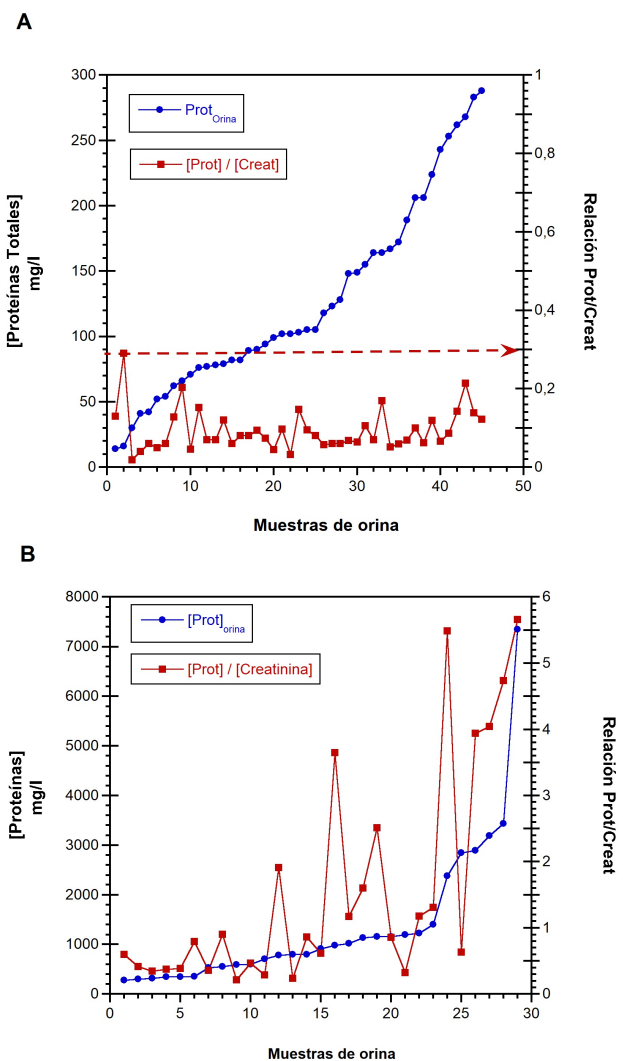 A
300
250
200
150
100
50
0
[Proteínas Totales]
mg/l
Prot Orina
[Prot] / [Creat]
1
0,8
0,6
0,4
0,2
0
Relación Prot/Creat
0 10 20 30 40 50
Muestras de orina
B
8000
7000
6000
5000
4000
3000
2000
1000
0
[Proteínas]
mg/l
[Prot]orina
[Prot] / [Creatinina]
6
5
4
3
2
1
0
Relación Prot/Creat
0 5 10 15 20 25 30
Muestras de orina